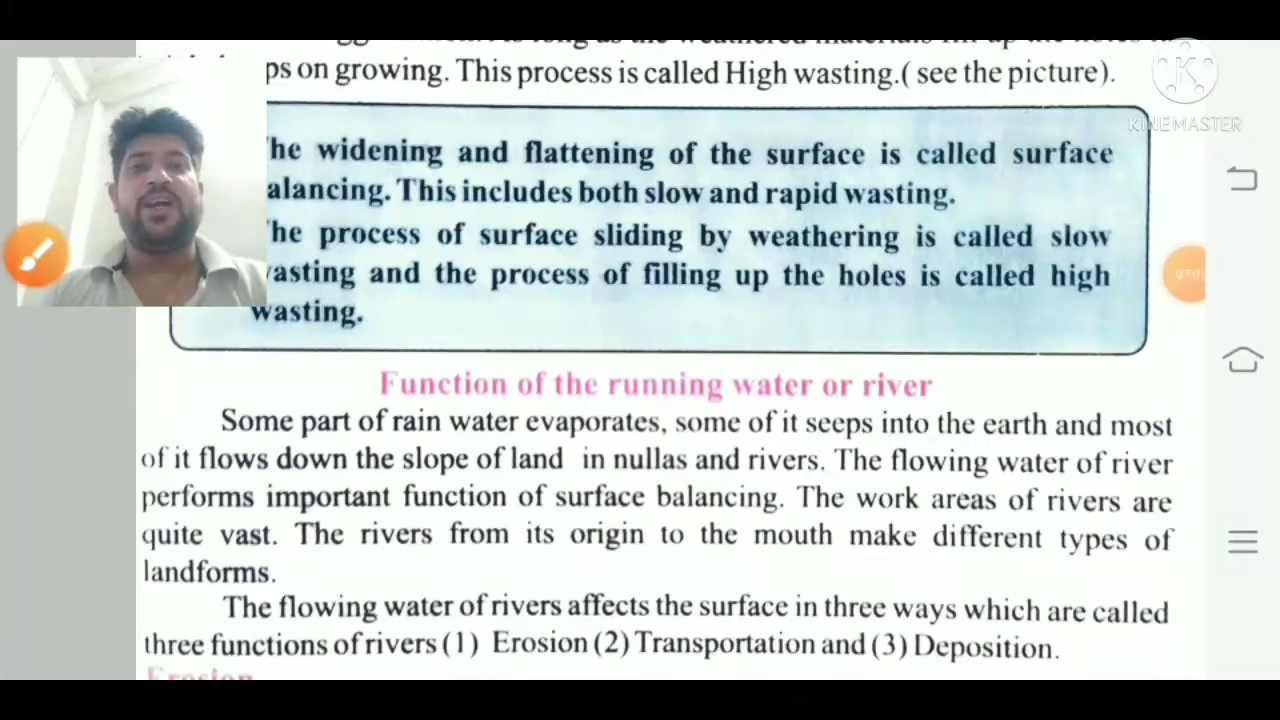 ps on growing. This process is called High wasting.( see the picture).
KINEMASTER
he widening and flattening of the surface is called surface
alancing. This includes both slow and rapid wasting.
he process of surface sliding by weathering is called slow
asting and the process of filling up the holes is called high
wasting.
Function of the running water or river
Some part of rain water evaporates, some of it seeps into the earth and most
of it flows down the slope of land in nullas and rivers. The flowing water of river
performs important function of surface balancing. The work areas of rivers are
quite vast. The rivers from its origin to the mouth make different types of
landforms.
The flowing water of rivers affects the surface in three ways which are called
three functions of rivers (1) Erosion (2) Transportation and (3) Deposition.
Erosion